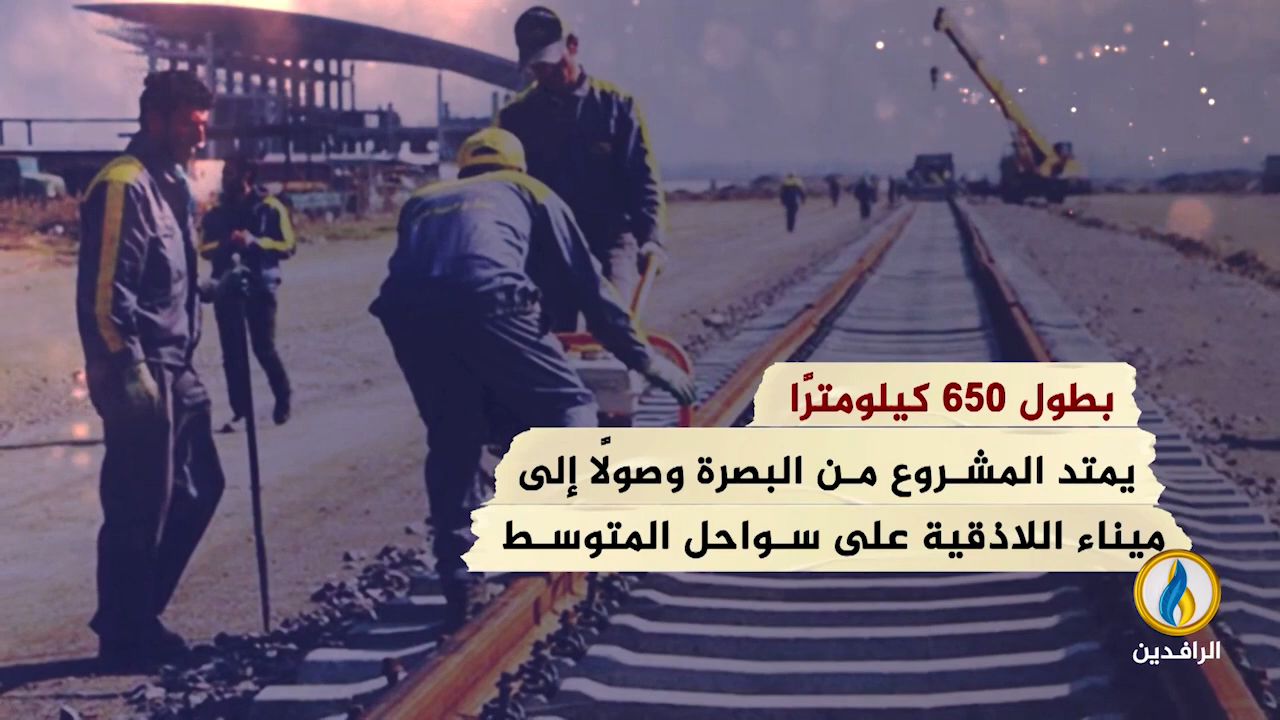 بطول 650 كيلومترًا
يمتد المشروع من البصرة وصولًا إلى
ميناء اللاذقية على سواحل المتوسط
الرافدين